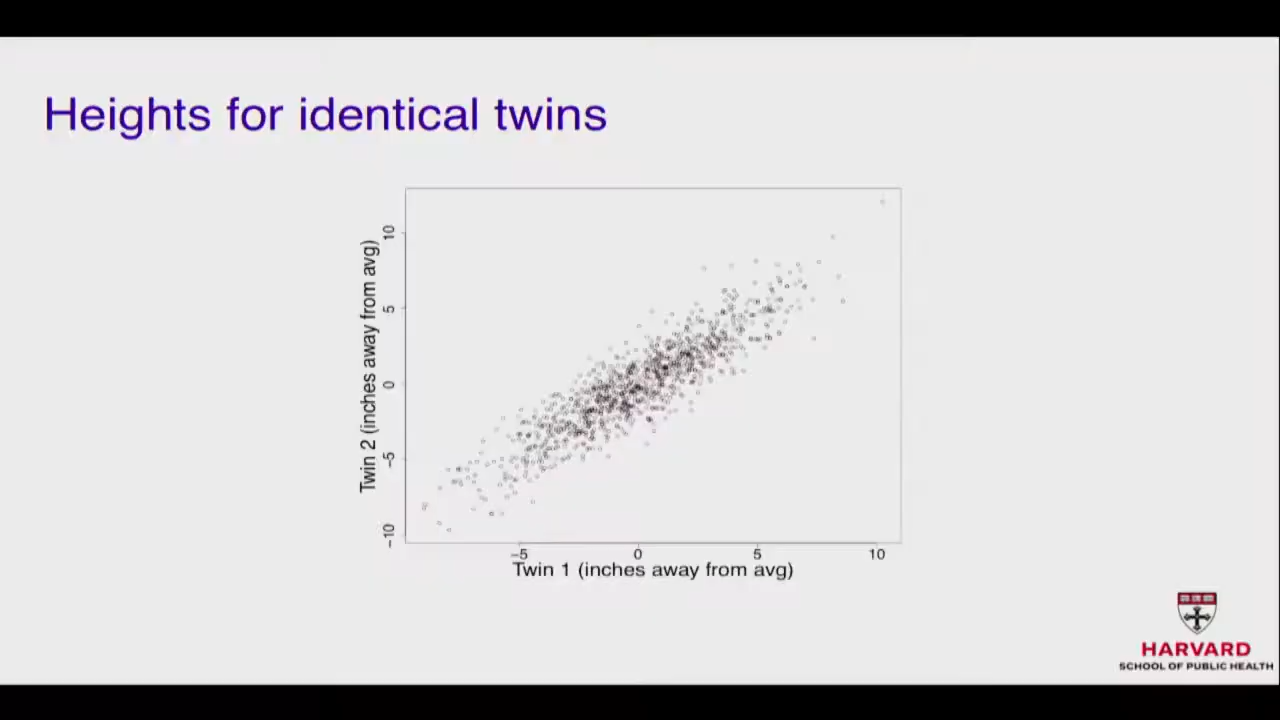 Heights for identical twins
Twin 2 (inches away from avg)
10
5
0
−5
−10
−5 0 5 10
Twin 1 (inches away from avg)
HARVARD
SCHOOL OF PUBLIC HEALTH